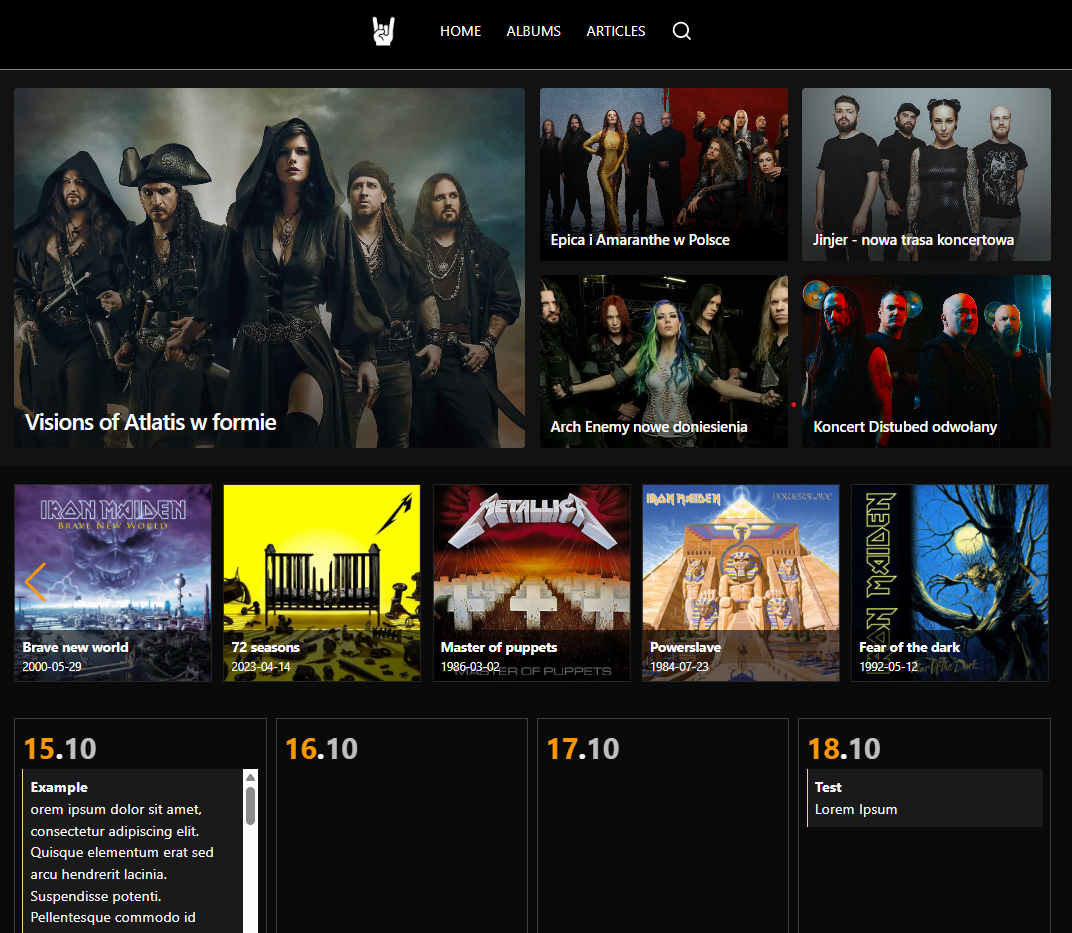 HOME ALBUMS ARTICLES
Visions of Atlatis w formie
Epica i Amaranthe w Polsce
Jinjer - nowa trasa koncertowa
Arch Enemy nowe doniesienia
Koncert Distubed odwołany
IRON MAIDEN
BRAVE NEW WORLD
Brave new world
2000-05-29
72 seasons
2023-04-14
METALLICA
Master of puppets
1986-03-02
MASTER OF PUPPETS
IRON MAIDEN
POWERSLAVE
Powerslave
1984-07-23
IRON MAIDEN
Fear of the dark
1992-05-12
Fear Of The Dark
15.10
Example
orem ipsum dolor sit amet,
consectetur adipiscing elit.
Quisque elementum erat sed
arcu hendrerit lacinia.
Suspendisse potenti.
Pellentesque commodo id
16.10
17.10
18.10
Test
Lorem Ipsum